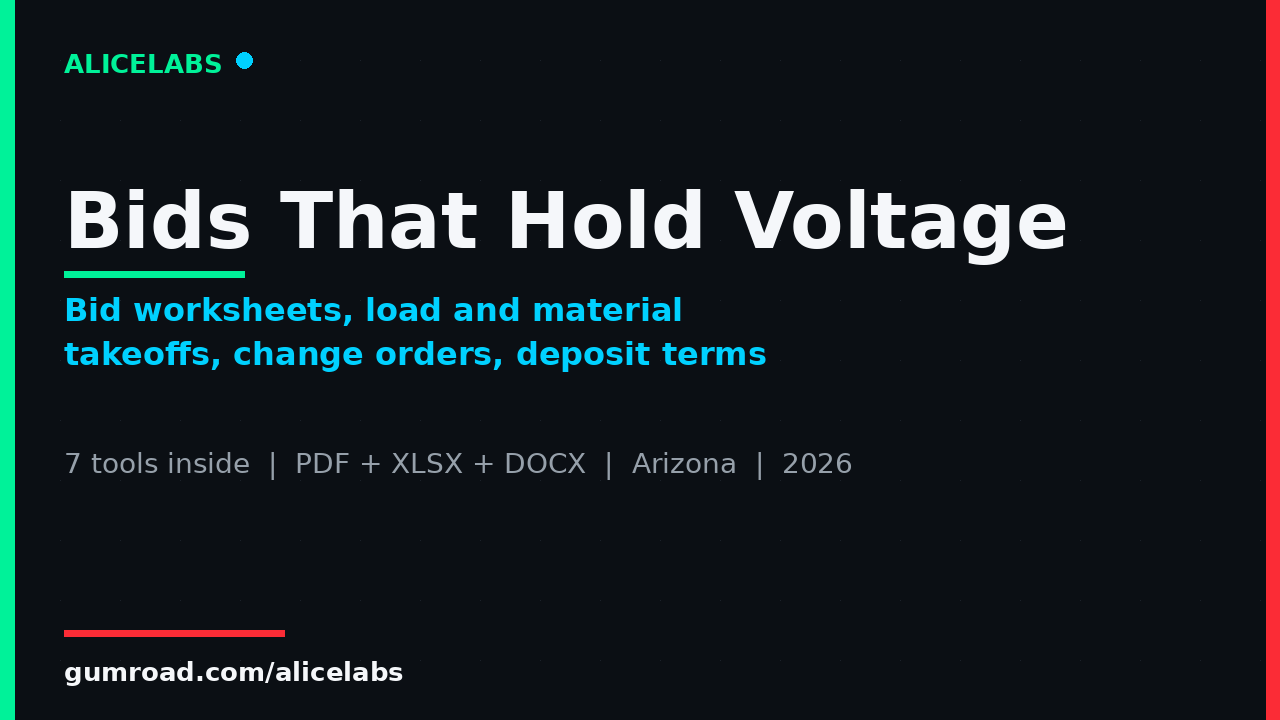 ALICELABS
Bids That Hold Voltage
Bid worksheets, load and material
takeoffs, change orders, deposit terms
7 tools inside | PDF + XLSX + DOCX | Arizona | 2026
gumroad.com/alicelabs